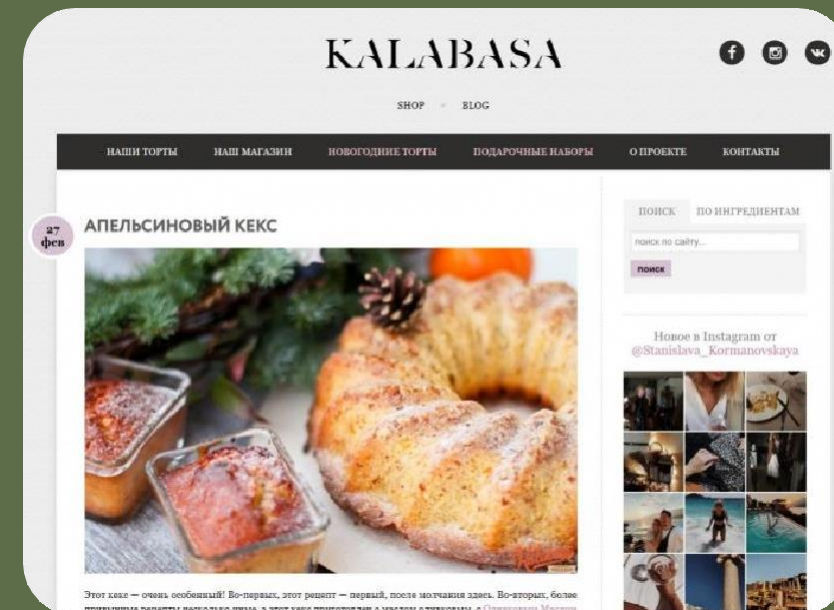 KALABASA
SHOP BLOG
НАШИ ТОРТЫ НАШ МАГАЗИН НОВОГОДНИЕ ТОРТЫ ПОДАРОЧНЫЕ НАБОРЫ О ПРОЕКТЕ КОНТАКТЫ
27
фев
АПЕЛЬСИНОВЫЙ КЕКС
Этот кекс — очень особенный! Во-первых, этот рецепт — первый, после молчания здесь. Во-вторых, более
ПОИСК ПО ИНГРЕДИЕНТАМ
поиск по сайту...
поиск
Новое в Instagram от
@Stanislava_Kormanovskaya